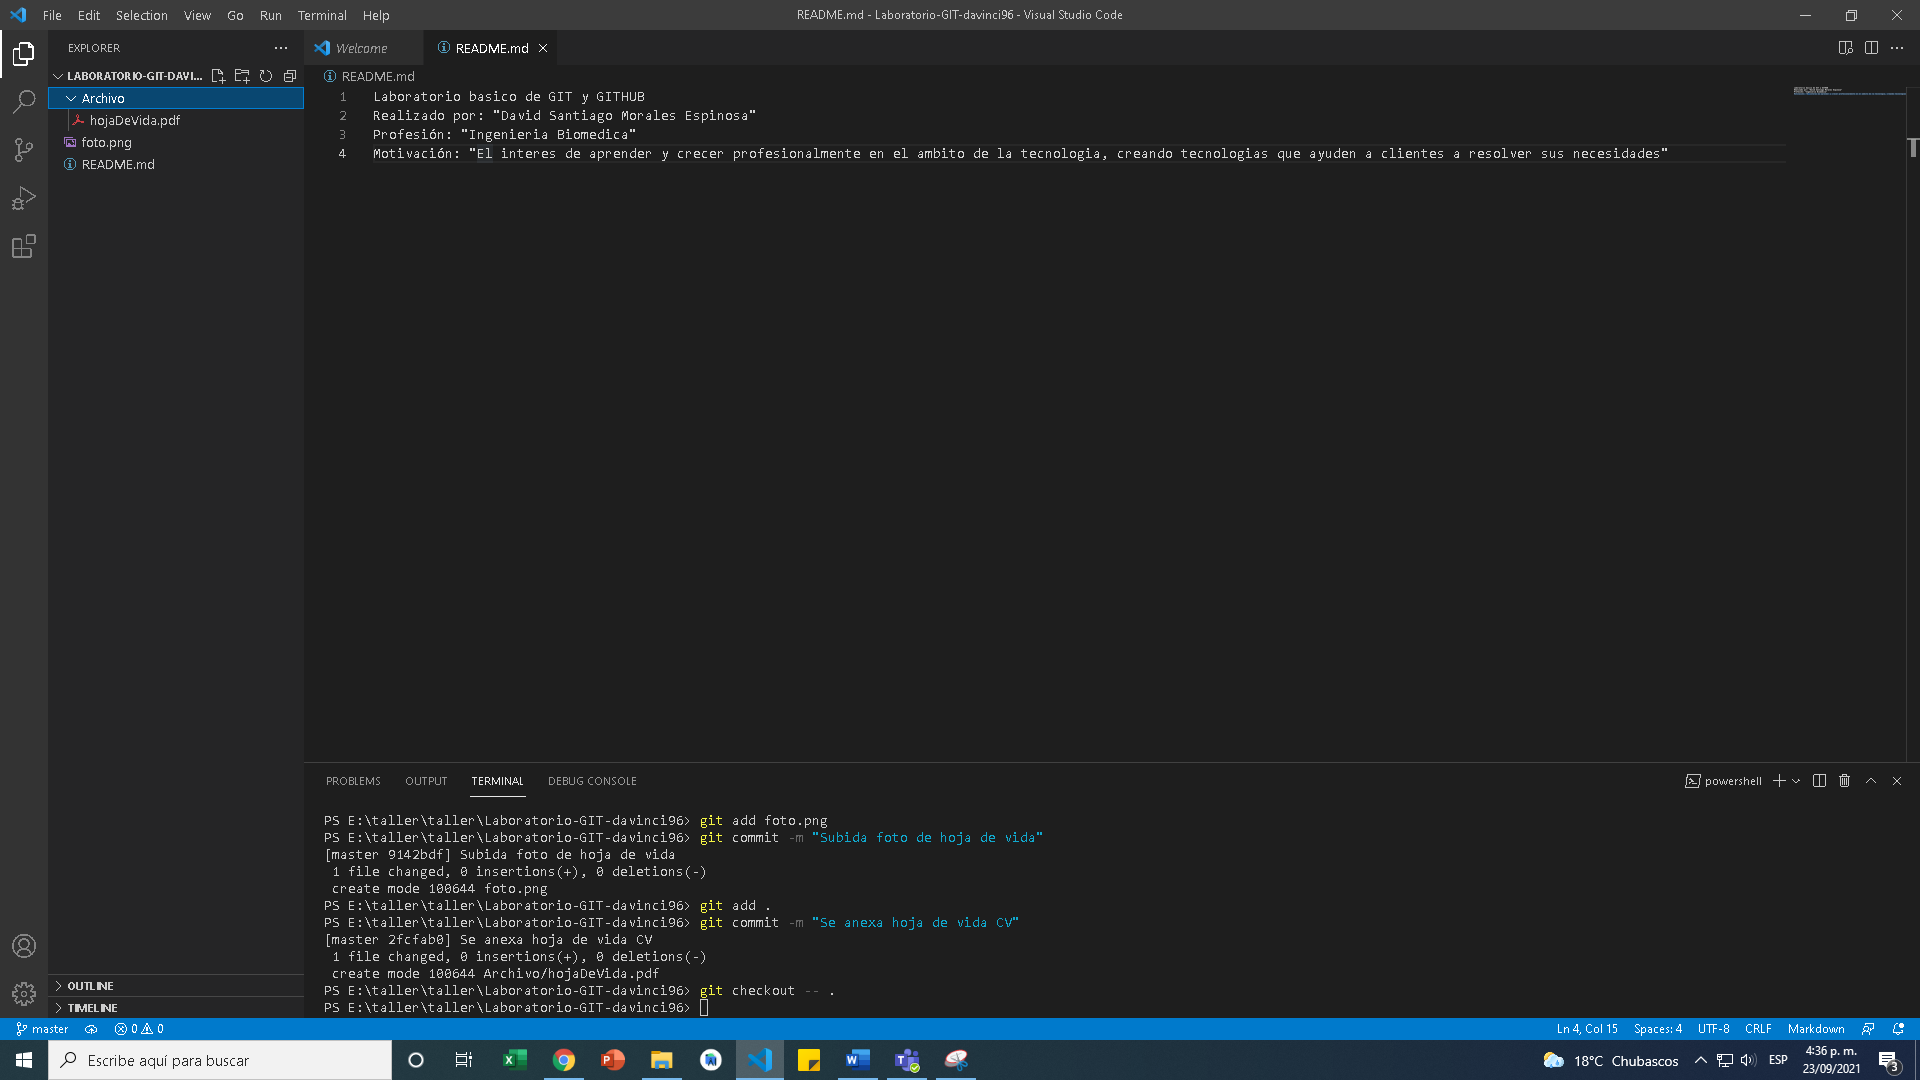 File Edit Selection View Go Run Terminal Help
README.md - Laboratorio-GIT-davinci96 - Visual Studio Code
EXPLORER
LABORATORIO-GIT-DAVI...
Archivo
hojaDeVida.pdf
foto.png
README.md
OUTLINE
TIMELINE
Welcome
README.md
README.md
1 Laboratorio basico de GIT y GITHUB
2 Realizado por: "David Santiago Morales Espinosa"
3 Profesión: "Ingenieria Biomedica"
4 Motivación: "El interes de aprender y crecer profesionalmente en el ambito de la tecnologia, creando tecnologias que ayuden a clientes a resolver sus necesidades"
PROBLEMS OUTPUT TERMINAL DEBUG CONSOLE
powershell
PS E:\taller\taller\Laboratorio-GIT-davinci96> git add foto.png
PS E:\taller\taller\Laboratorio-GIT-davinci96> git commit -m "Subida foto de hoja de vida"
[master 9142bdf] Subida foto de hoja de vida
1 file changed, 0 insertions(+), 0 deletions(-)
create mode 100644 foto.png
PS E:\taller\taller\Laboratorio-GIT-davinci96> git add .
PS E:\taller\taller\Laboratorio-GIT-davinci96> git commit -m "Se anexa hoja de vida CV"
[master 2fcfab0] Se anexa hoja de vida CV
1 file changed, 0 insertions(+), 0 deletions(-)
create mode 100644 Archivo/hojaDeVida.pdf
PS E:\taller\taller\Laboratorio-GIT-davinci96> git checkout -- .
PS E:\taller\taller\Laboratorio-GIT-davinci96>
master 0 0
Ln 4, Col 15 Spaces: 4 UTF-8 CRLF Markdown
Escribe aquí para buscar
18°C Chubascos
ESP
4:36 p. m.
23/09/2021
3